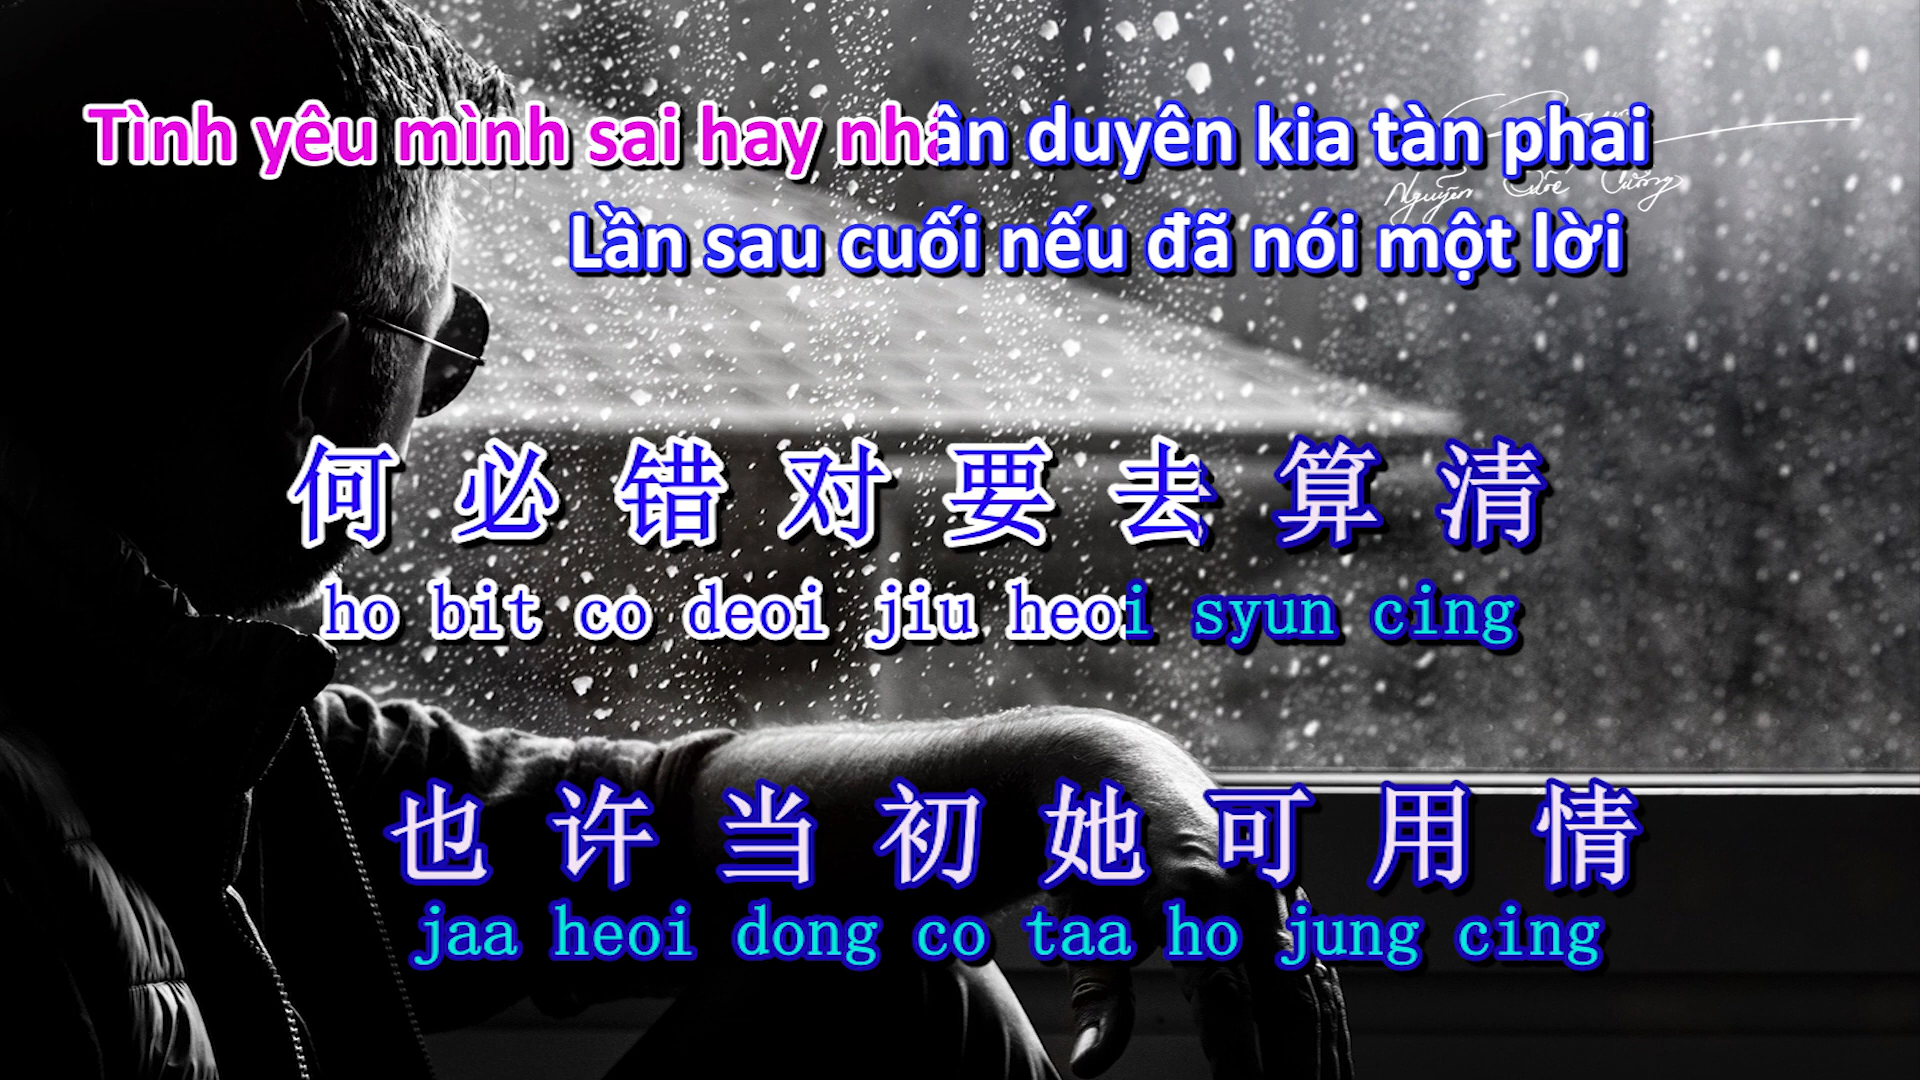 Tình yêu mình sai hay nhân duyên kia tàn phai
Lần sau cuối nếu đã nói một lời
何必错对要去算清
ho bit co deoi jiu heoi syun cing
也许当初她可用情
jaa heoi dong co taa ho jung cing